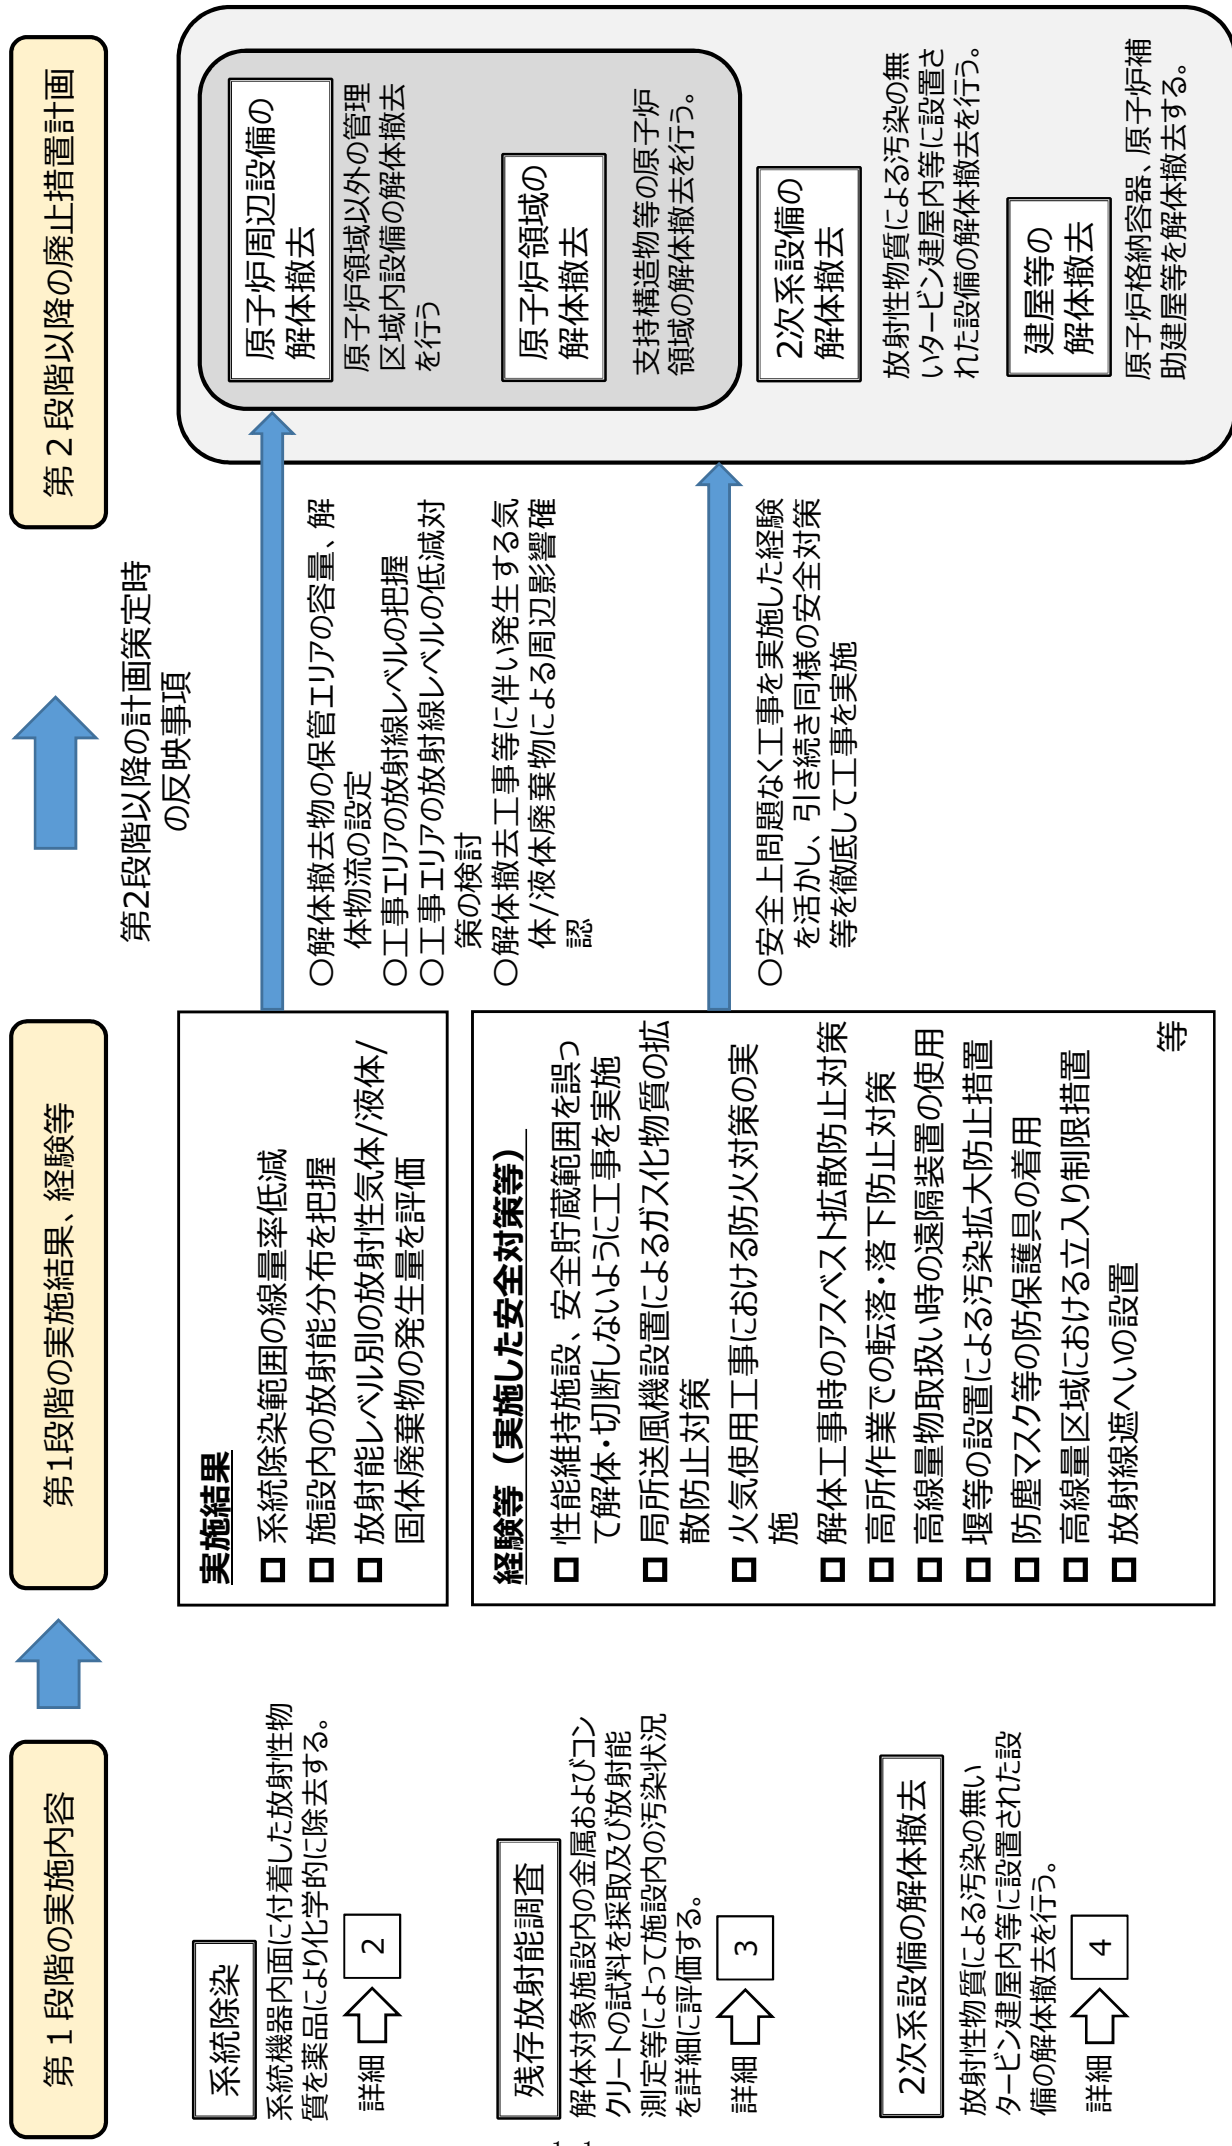 第１段階の実施内容
系統除染
系統機器内面に付着した放射性物
質を薬品により化学的に除去する。
詳細
2
残存放射能調査
解体対象施設内の金属およびコン
クリートの試料を採取及び放射能
測定等によって施設内の汚染状況
を詳細に評価する。
詳細
3
2次系設備の解体撤去
放射性物質による汚染の無い
タービン建屋内等に設置された設
備の解体撤去を行う。
詳細
4
第1段階の実施結果、経験等
実施結果
系統除染範囲の線量率低減
施設内の放射能分布を把握
放射能レベル別の放射性気体/液体/
固体廃棄物の発生量を評価
経験等（実施した安全対策等）
性能維持施設、安全貯蔵範囲を誤っ
て解体・切断しないように工事を実施
局所送風機設置によるガス化物質の拡
散防止対策
火気使用工事における防火対策の実
施
解体工事時のアスベスト拡散防止対策
高所作業での転落・落下防止対策
高線量物取扱い時の遠隔装置の使用
堰等の設置による汚染拡大防止措置
防塵マスク等の防保護具の着用
高線量区域における立入り制限措置
放射線遮へいの設置
等
第2段階以降の計画策定時
の反映事項
○解体撤去物の保管エリアの容量、解
体物流の設定
○工事エリアの放射線レベルの把握
○工事エリアの放射線レベルの低減対
策の検討
○解体撤去工事等に伴い発生する気
体/液体廃棄物による周辺影響確
認
○安全上問題なく工事を実施した経験
を活かし、引き続き同様の安全対策
等を徹底して工事を実施
第２段階以降の廃止措置計画
原子炉周辺設備の
解体撤去
原子炉領域以外の管理
区域内設備の解体撤去
を行う
原子炉領域の
解体撤去
支持構造物等の原子炉
領域の解体撤去を行う。
2次系設備の
解体撤去
放射性物質による汚染の無
いタービン建屋内等に設置さ
れた設備の解体撤去を行う。
建屋等の
解体撤去
原子炉格納容器、原子炉補
助建屋等を解体撤去する。